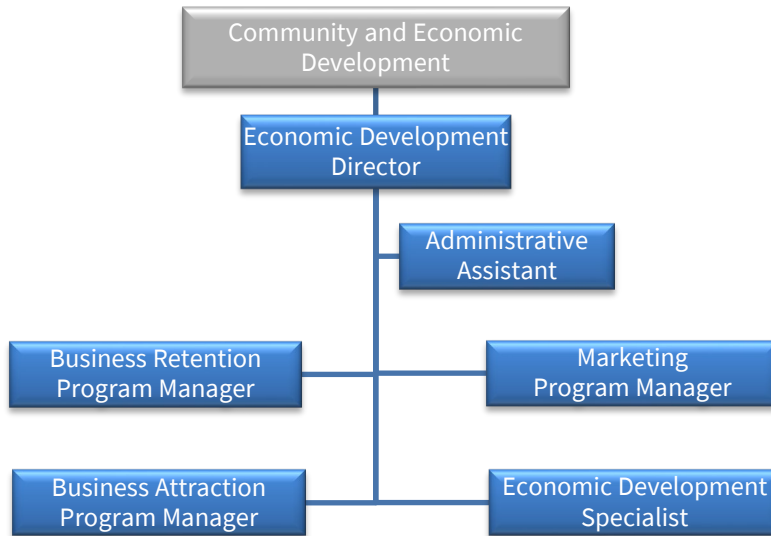 Community and Economic
Development
Economic Development
Director
Administrative
Assistant
Business Retention
Program Manager
Marketing
Program Manager
Business Attraction
Program Manager
Economic Development
Specialist